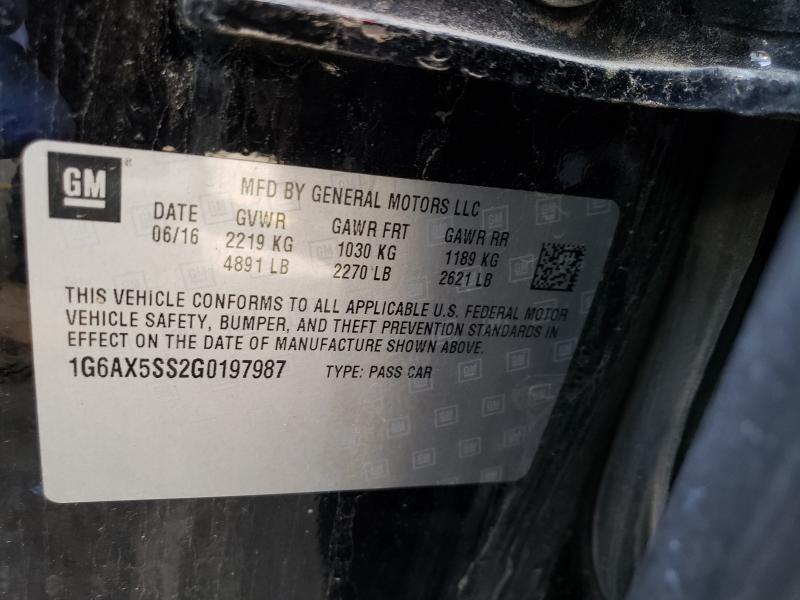 GM
MFD BY GENERAL MOTORS LLC
DATE GVWR GAWR FRT GAWR RR
06/16 2219 KG 1030 KG 1189 KG
4891 LB 2270 LB 2621 LB
THIS VEHICLE CONFORMS TO ALL APPLICABLE U.S. FEDERAL MOTOR
VEHICLE SAFETY, BUMPER, AND THEFT PREVENTION STANDARDS IN
EFFECT ON THE DATE OF MANUFACTURE SHOWN ABOVE.
1G6AX5SS2G0197987 TYPE: PASS CAR